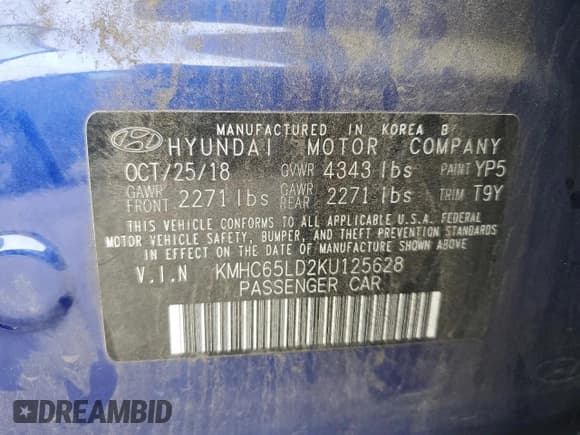 MANUFACTURED IN KOREA BY
HYUNDAI MOTOR COMPANY
OCT/25/18 GVWR 4343 lbs PAINT YP5
GAWR FRONT 2271 lbs GAWR REAR 2271 lbs TRIM T9Y
THIS VEHICLE CONFORMS TO ALL APPLICABLE U.S.A. FEDERAL
MOTOR VEHICLE SAFETY, BUMPER, AND THEFT PREVENTION
STANDARDS IN EFFECT ON THE DATE OF MANUFACTURE SHOWN
ABOVE.
V.I.N KMHC65LD2KU125628
PASSENGER CAR
DREAMBID